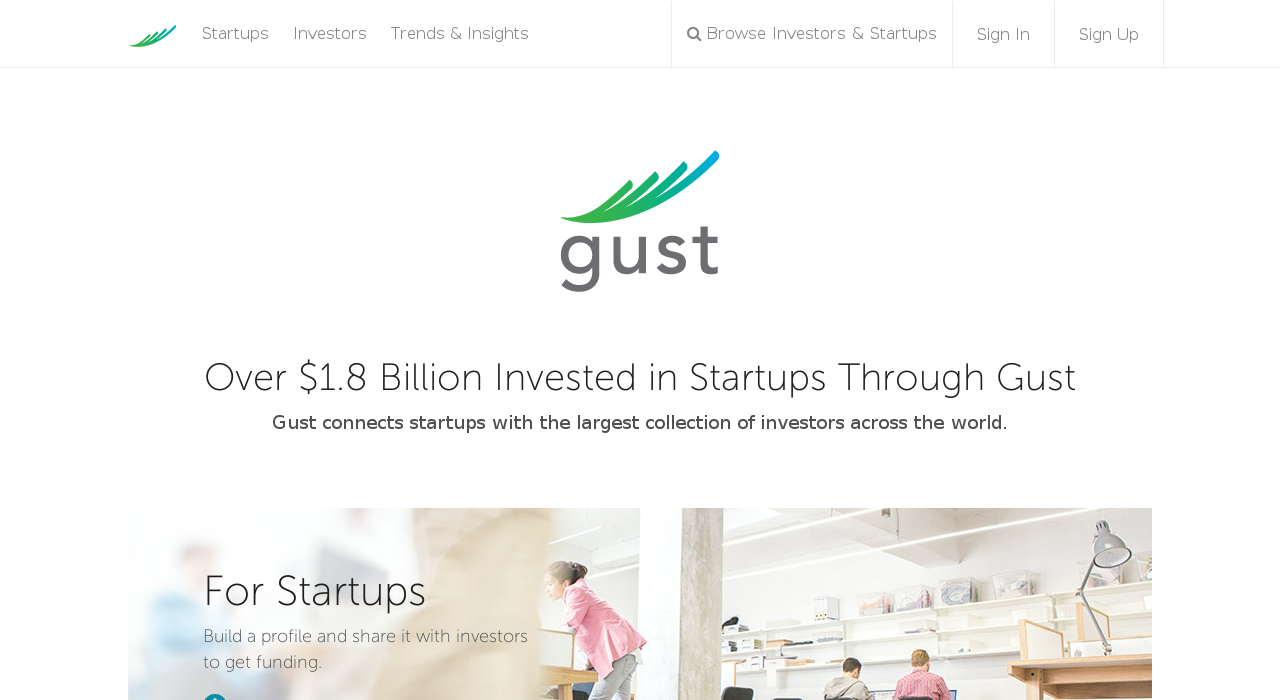 Startups Investors Trends & Insights Browse Investors & Startups Sign In Sign Up
gust
Over $1.8 Billion Invested in Startups Through Gust
Gust connects startups with the largest collection of investors across the world.
For Startups
Build a profile and share it with investors
to get funding.